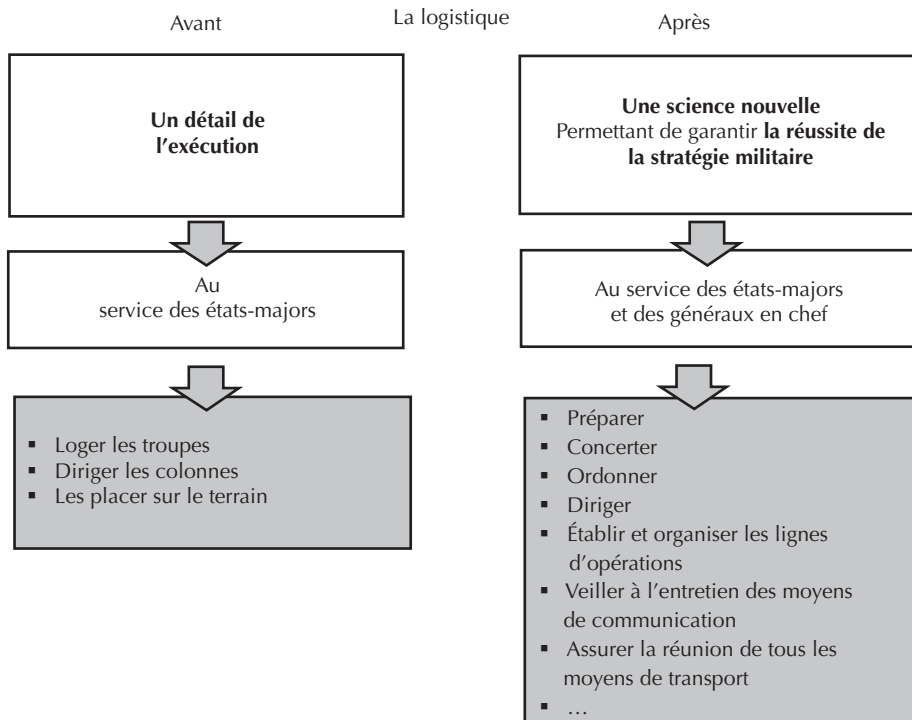 La logistique
Avant
Un détail de
l'exécution
Au
service des états-majors
▪ Loger les troupes
▪ Diriger les colonnes
▪ Les placer sur le terrain
Après
Une science nouvelle
Permettant de garantir la réussite de
la stratégie militaire
Au service des états-majors
et des généraux en chef
▪ Préparer
▪ Concerter
▪ Ordonner
▪ Diriger
▪ Établir et organiser les lignes
d'opérations
▪ Veiller à l'entretien des moyens
de communication
▪ Assurer la réunion de tous les
moyens de transport
▪ …